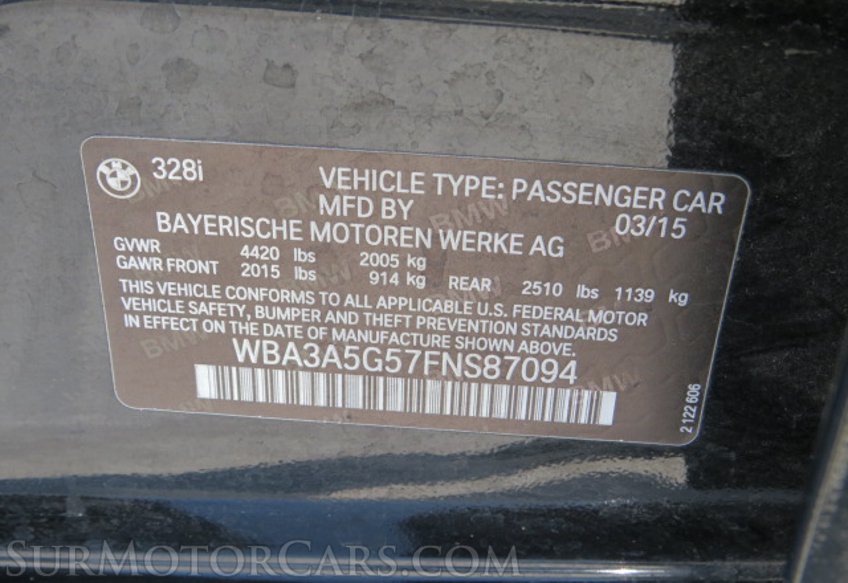 328i
VEHICLE TYPE: PASSENGER CAR
MFD BY 03/15
BAYERISCHE MOTOREN WERKE AG
GVWR 4420 lbs 2005 kg
GAWR FRONT 2015 lbs 914 kg REAR 2510 lbs 1139 kg
THIS VEHICLE CONFORMS TO ALL APPLICABLE U.S. FEDERAL MOTOR
VEHICLE SAFETY, BUMPER AND THEFT PREVENTION STANDARDS
IN EFFECT ON THE DATE OF MANUFACTURE SHOWN ABOVE.
WBA3A5G57FNS87094
2 122 606
SURMOTORCARS.COM